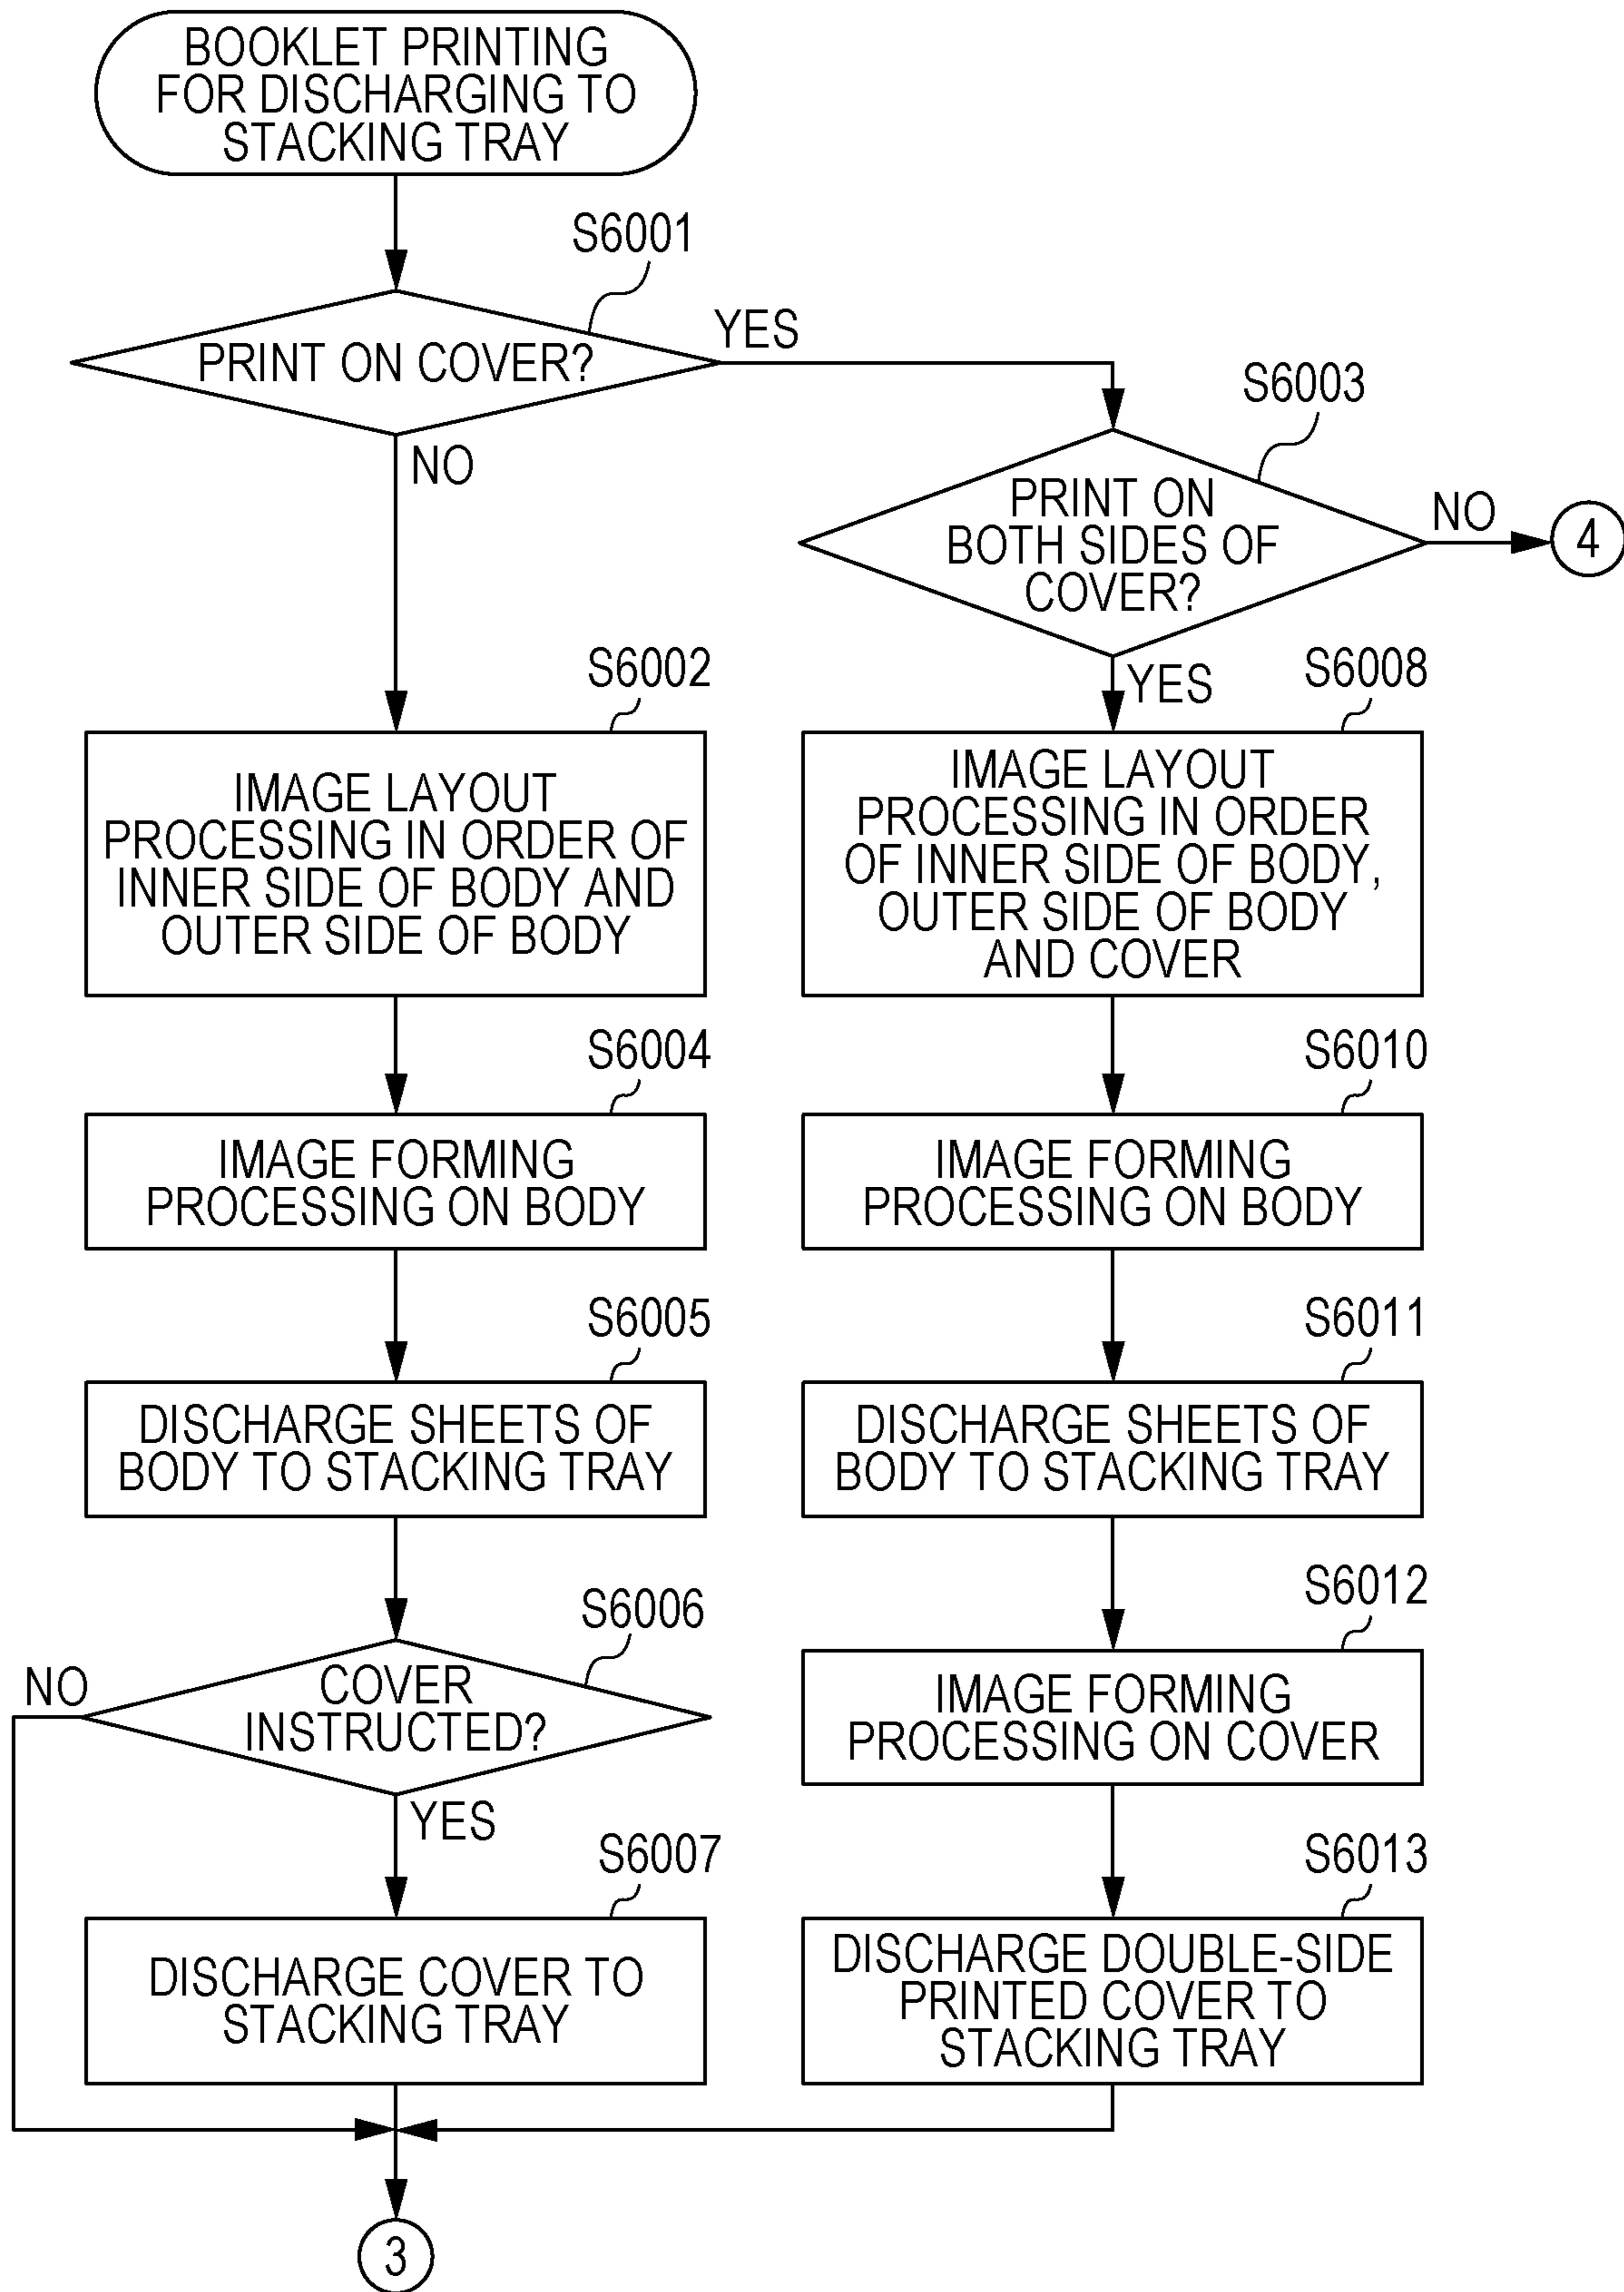 BOOKLET PRINTING
FOR DISCHARGING TO
STACKING TRAY
S6001
PRINT ON COVER?
YES
NO
S6003
PRINT ON
BOTH SIDES OF
COVER?
NO
4
YES
S6002
IMAGE LAYOUT
PROCESSING IN ORDER OF
INNER SIDE OF BODY AND
OUTER SIDE OF BODY
S6008
IMAGE LAYOUT
PROCESSING IN ORDER
OF INNER SIDE OF BODY,
OUTER SIDE OF BODY
AND COVER
S6004
IMAGE FORMING
PROCESSING ON BODY
S6010
IMAGE FORMING
PROCESSING ON BODY
S6005
DISCHARGE SHEETS OF
BODY TO STACKING TRAY
S6011
DISCHARGE SHEETS OF
BODY TO STACKING TRAY
S6006
COVER
INSTRUCTED?
NO
YES
S6012
IMAGE FORMING
PROCESSING ON COVER
S6007
DISCHARGE COVER TO
STACKING TRAY
S6013
DISCHARGE DOUBLE-SIDE
PRINTED COVER TO
STACKING TRAY
3